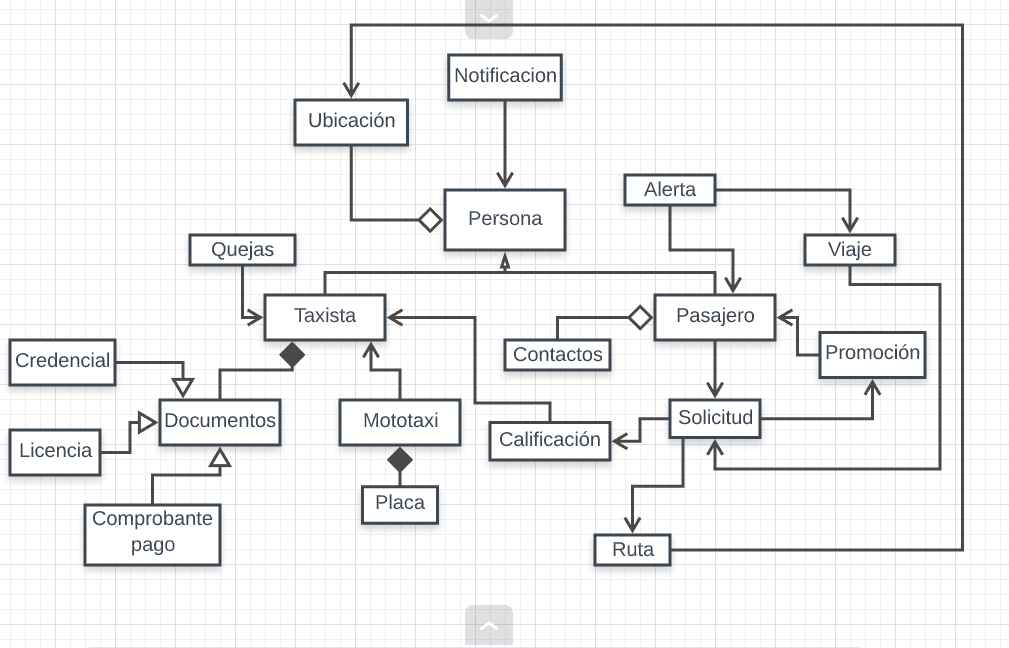 Notificacion
Ubicación
Alerta
Persona
Quejas
Viaje
Taxista
Pasajero
Contactos
Promoción
Credencial
Documentos
Mototaxi
Solicitud
Calificación
Licencia
Placa
Comprobante
pago
Ruta